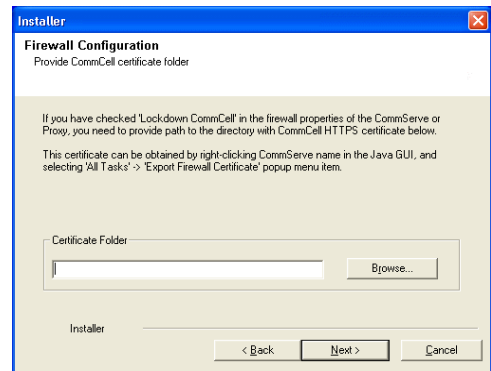 Installer
Firewall Configuration
Provide CommCell certificate folder
If you have checked 'Lockdown CommCell' in the firewall properties of the CommServe or
Proxy, you need to provide path to the directory with CommCell HTTPS certificate below.
This certificate can be obtained by right-clicking CommServe name in the Java GUI, and
selecting 'All Tasks' -> 'Export Firewall Certificate' popup menu item.
Certificate Folder
Browse...
Installer
< Back
Next >
Cancel